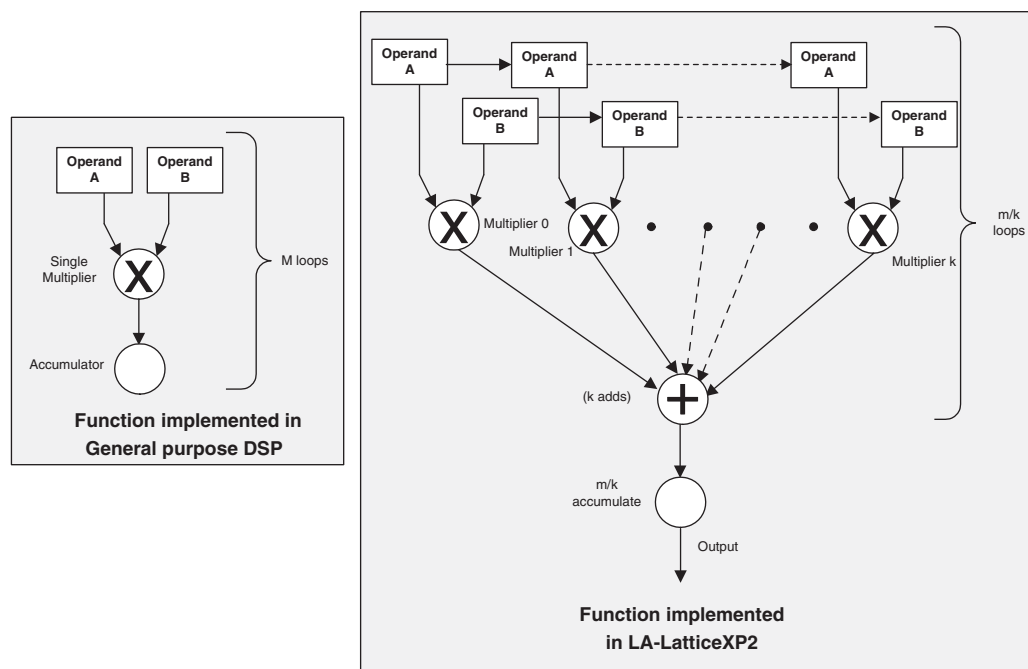 Operand
A
Operand
B
Single
Multiplier
X
Accumulator
M loops
Function implemented in
General purpose DSP
Operand
A
Operand
A
Operand
A
Operand
B
Operand
B
Operand
B
X
Multiplier 0
X
Multiplier 1
X
Multiplier k
m/k
loops
(k adds)
+
m/k
accumulate
Output
Function implemented
in LA-LatticeXP2